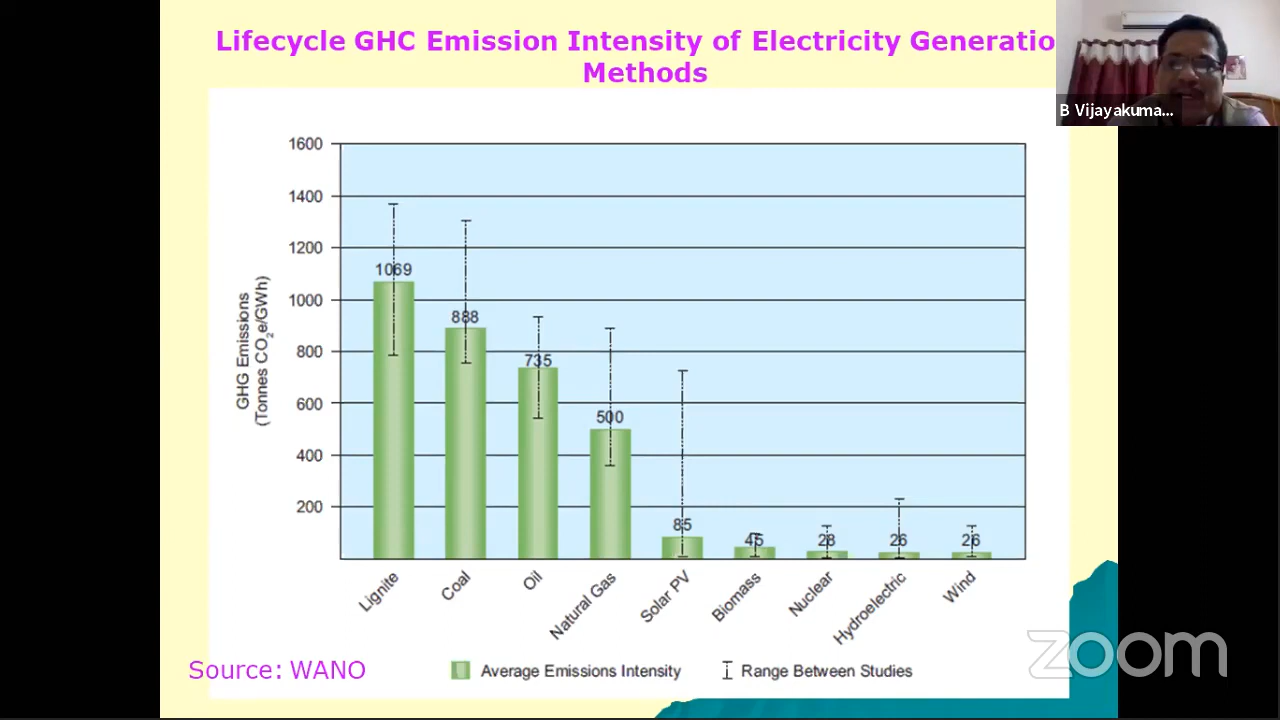 Lifecycle GHC Emission Intensity of Electricity Generatio
Methods
B Vijayakuma...
1600
1400
1200
1000
800
600
400
200
GHG Emissions
(Tonnes CO2e/GWh)
1069
888
735
500
85
45
28
26
26
Lignite
Coal
Oil
Natural Gas
Solar PV
Biomass
Nuclear
Hydroelectric
Wind
Source: WANO
Average Emissions Intensity
Range Between Studies
zoom